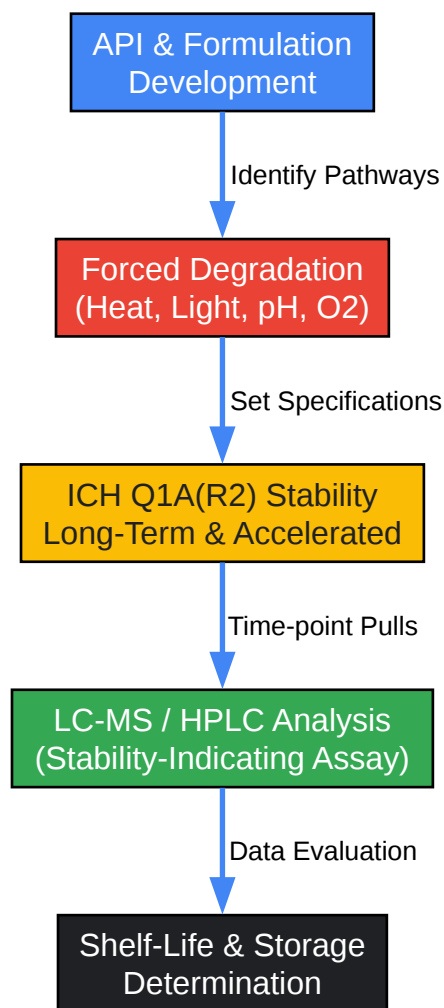 API & Formulation
Development
Identify Pathways
Forced Degradation
(Heat, Light, pH, O2)
Set Specifications
ICH Q1A(R2) Stability
Long-Term & Accelerated
Time-point Pulls
LC-MS / HPLC Analysis
(Stability-Indicating Assay)
Data Evaluation
Shelf-Life & Storage
Determination